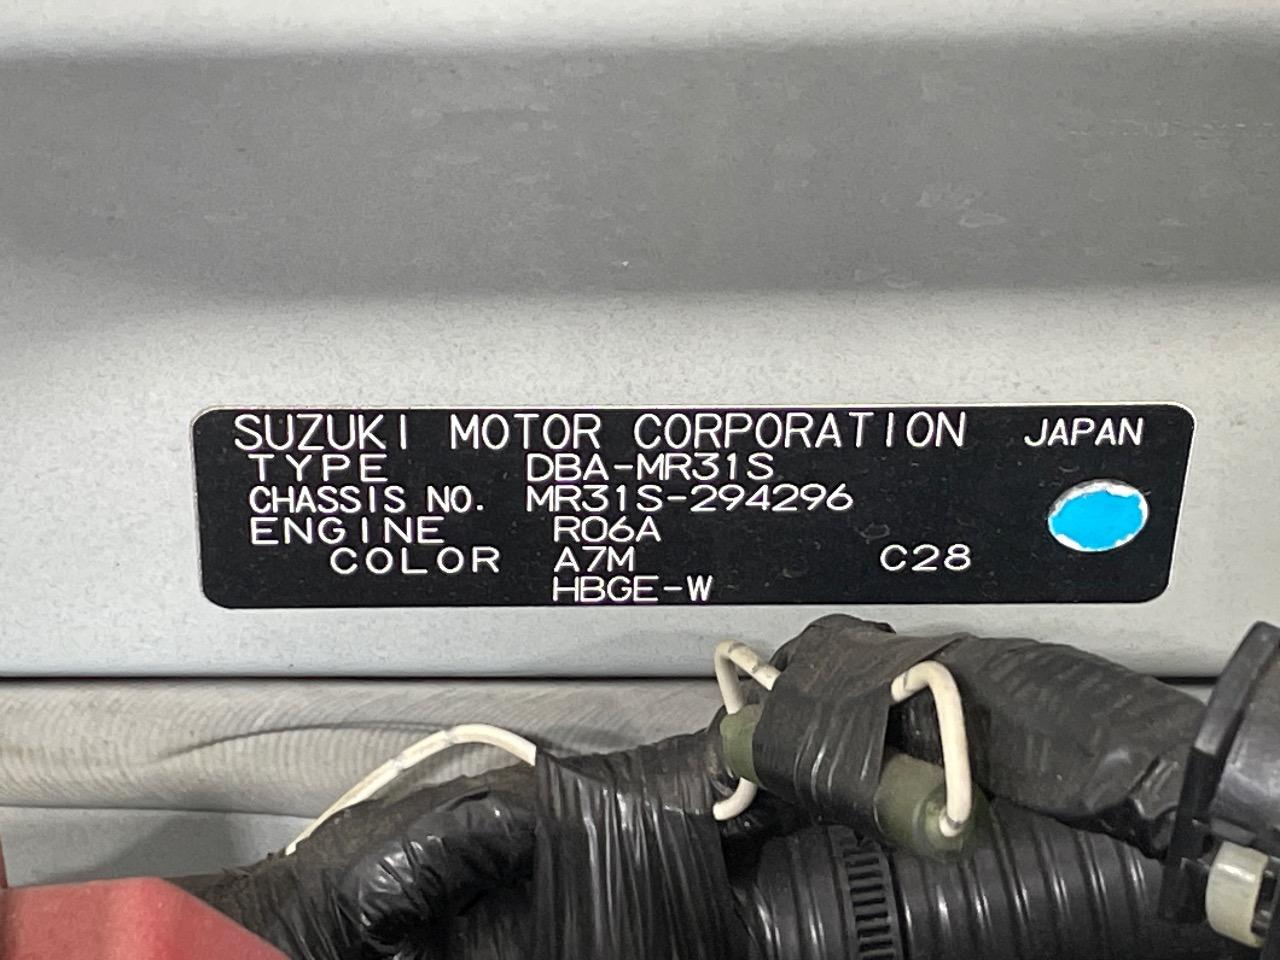 SUZUKI MOTOR CORPORATION JAPAN
TYPE DBA-MR31S
CHASSIS NO. MR31S-294296
ENGINE R06A
COLOR A7M C28
HBGE-W